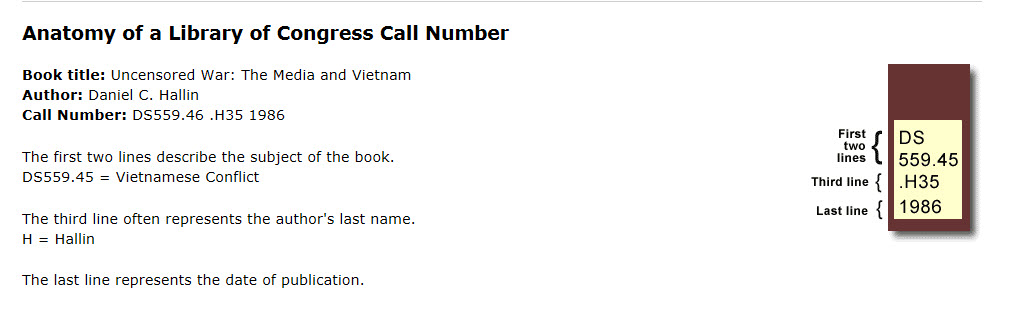 Anatomy of a Library of Congress Call Number
Book title: Uncensored War: The Media and Vietnam
Author: Daniel C. Hallin
Call Number: DS559.46 .H35 1986
The first two lines describe the subject of the book.
DS559.45 = Vietnamese Conflict
The third line often represents the author's last name.
H = Hallin
The last line represents the date of publication.
First
two
lines
{
DS
559.45
Third line { .H35
Last line { 1986